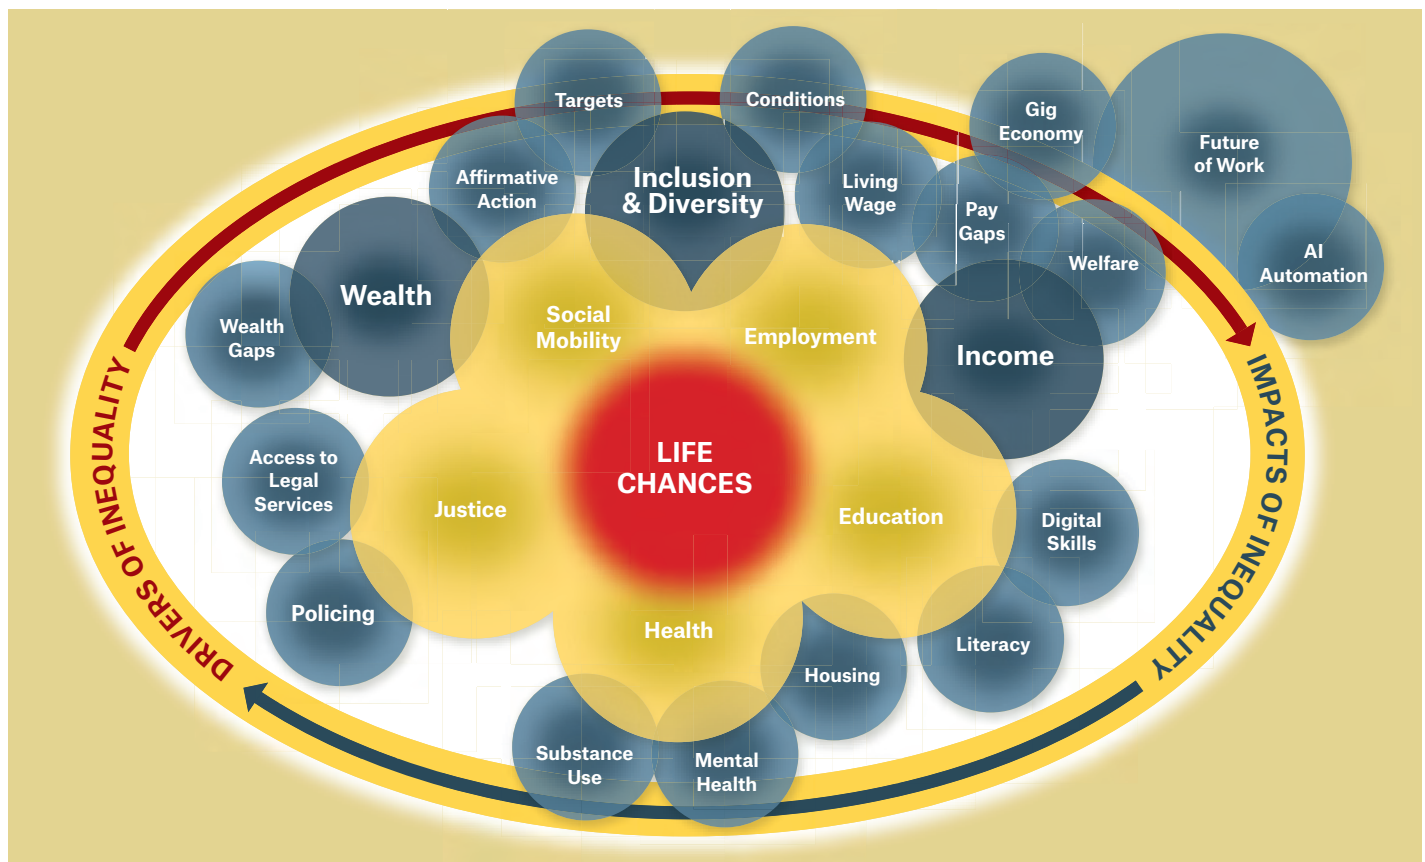 Targets
Conditions
Gig
Economy
Future
of Work
Affirmative
Action
Inclusion
& Diversity
Living
Wage
Pay
Gaps
Welfare
AI
Automation
Wealth
Wealth
Gaps
Social
Mobility
Employment
Income
LIFE
CHANCES
Access to
Legal
Services
Justice
Education
Digital
Skills
Policing
Health
Housing
Literacy
Substance
Use
Mental
Health
DRIVERS OF INEQUALITY
IMPACTS OF INEQUALITY